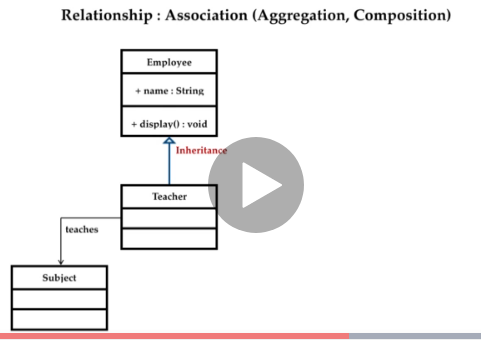 Relationship : Association (Aggregation, Composition)
Employee
+ name : String
+ display() : void
Inheritance
Teacher
teaches
Subject